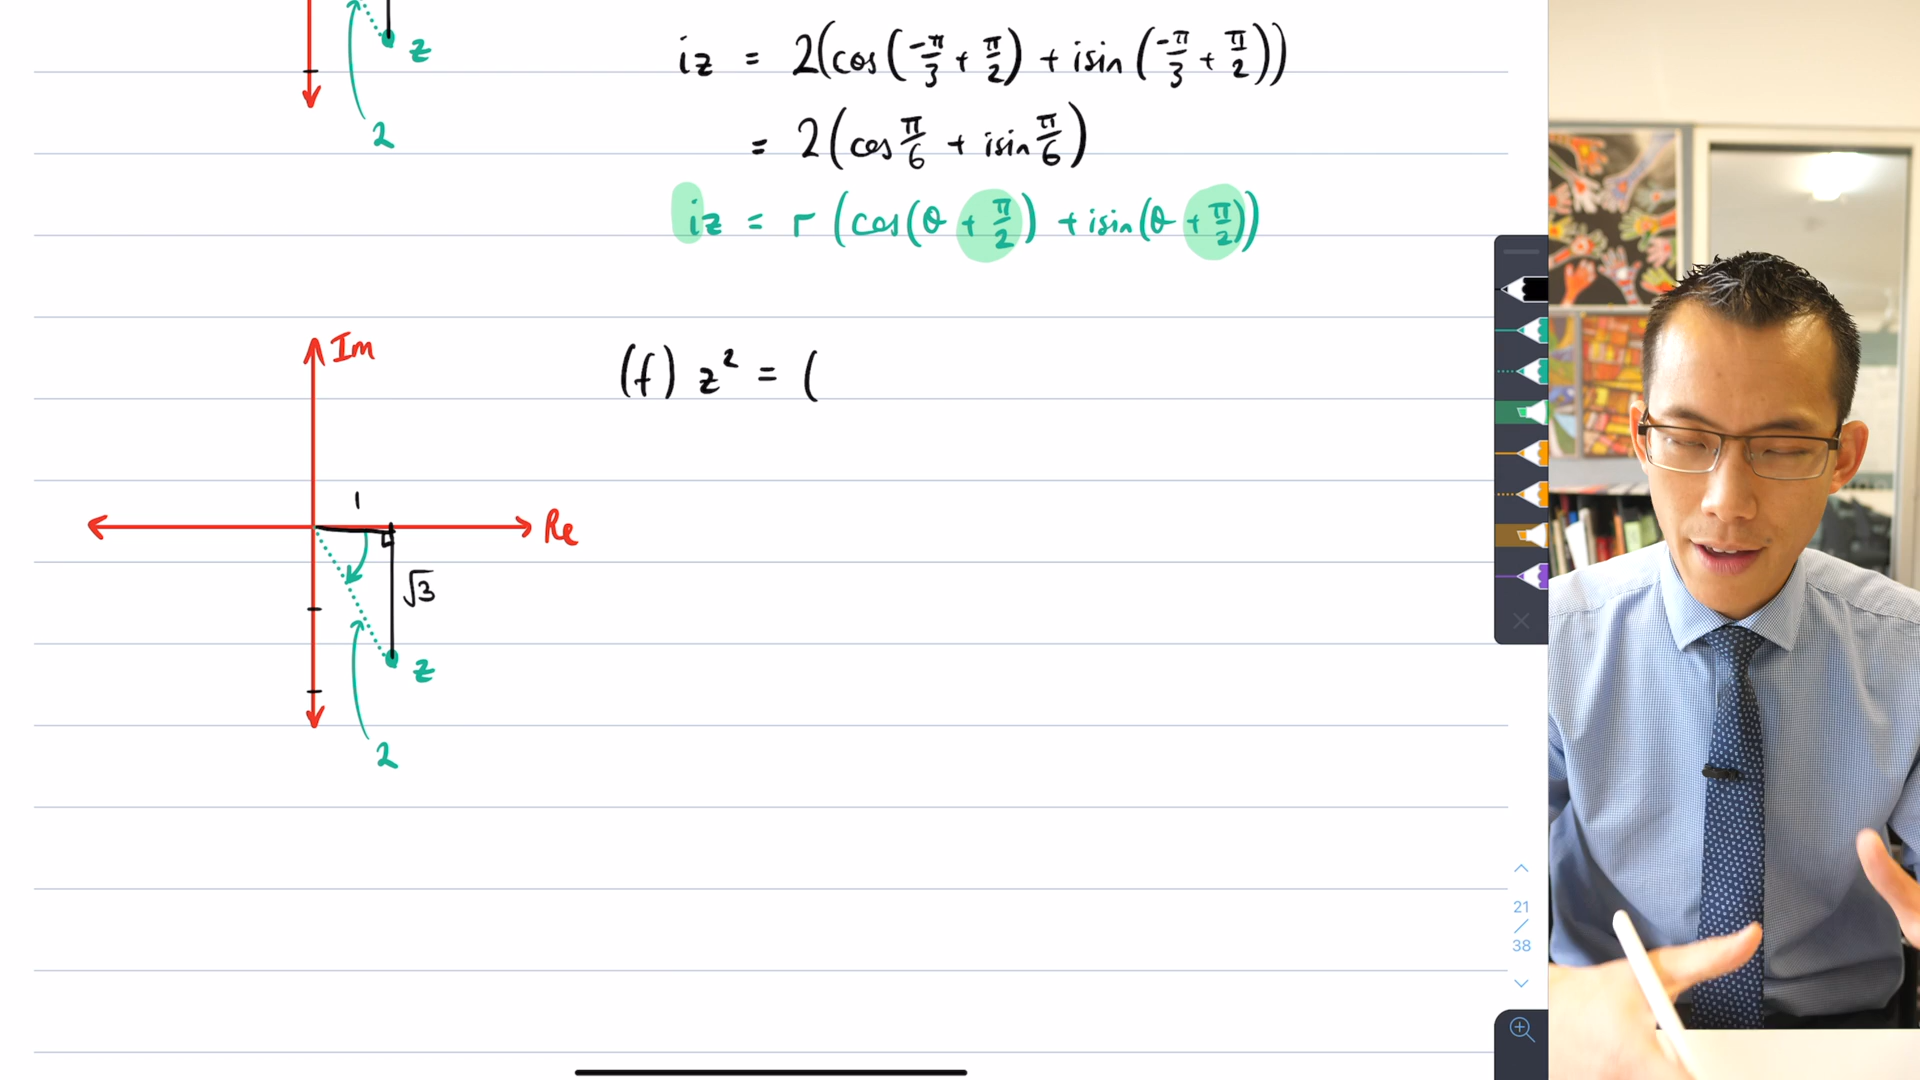 z
2
iz = 2(cos(-π/3 + π/2) + isin(-π/3 + π/2))
= 2(cos π/6 + isin π/6)
iz = r(cos(θ + π/2) + isin(θ + π/2))
Im
(f) z² = (
1
Re
√3
z
2
21
/
38